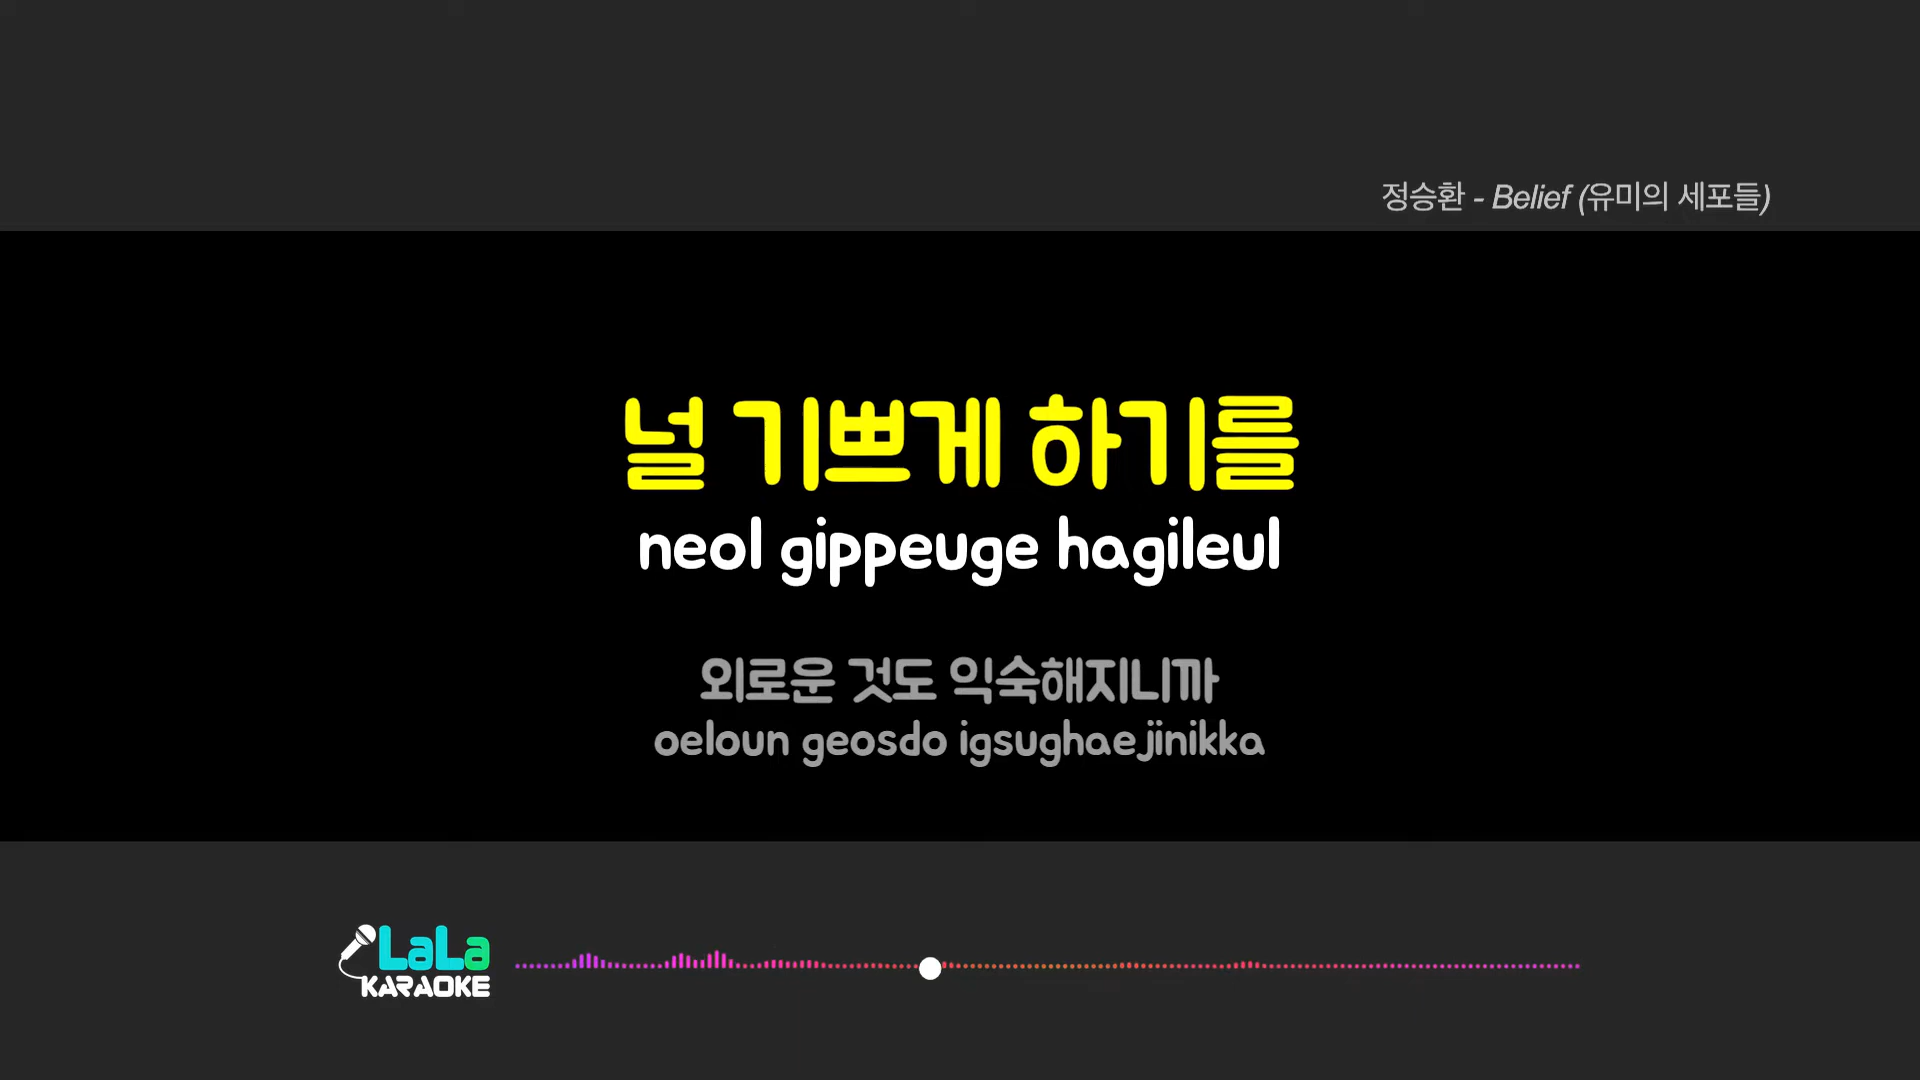 정승환 - Belief (유미의 세포들)
널 기쁘게 하기를
neol gippeuge hagileul
외로운 것도 익숙해지니까
oeloun geosdo igsughaejinikka
LaLa
KARAOKE